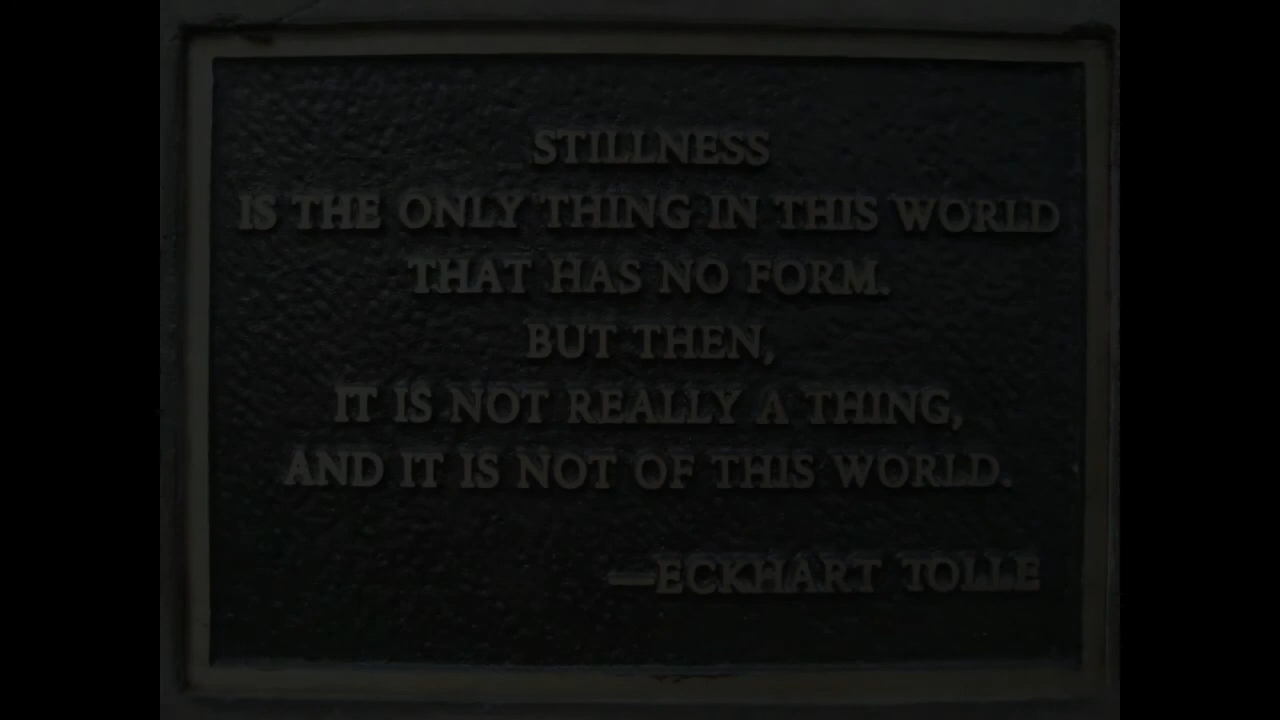 STILLNESS
IS THE ONLY THING IN THIS WORLD
THAT HAS NO FORM.
BUT THEN,
IT IS NOT REALLY A THING,
AND IT IS NOT OF THIS WORLD.
—ECKHART TOLLE